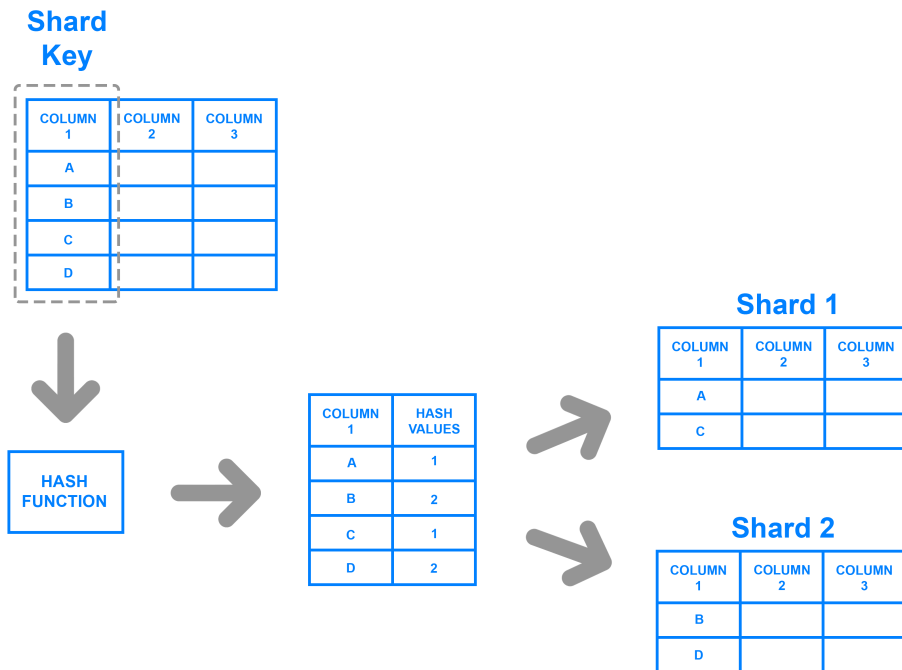 Shard
Key
COLUMN COLUMN COLUMN
1 2 3
A
B
C
D
HASH
FUNCTION
COLUMN HASH
1 VALUES
A 1
B 2
C 1
D 2
Shard 1
COLUMN COLUMN COLUMN
1 2 3
A
C
Shard 2
COLUMN COLUMN COLUMN
1 2 3
B
D